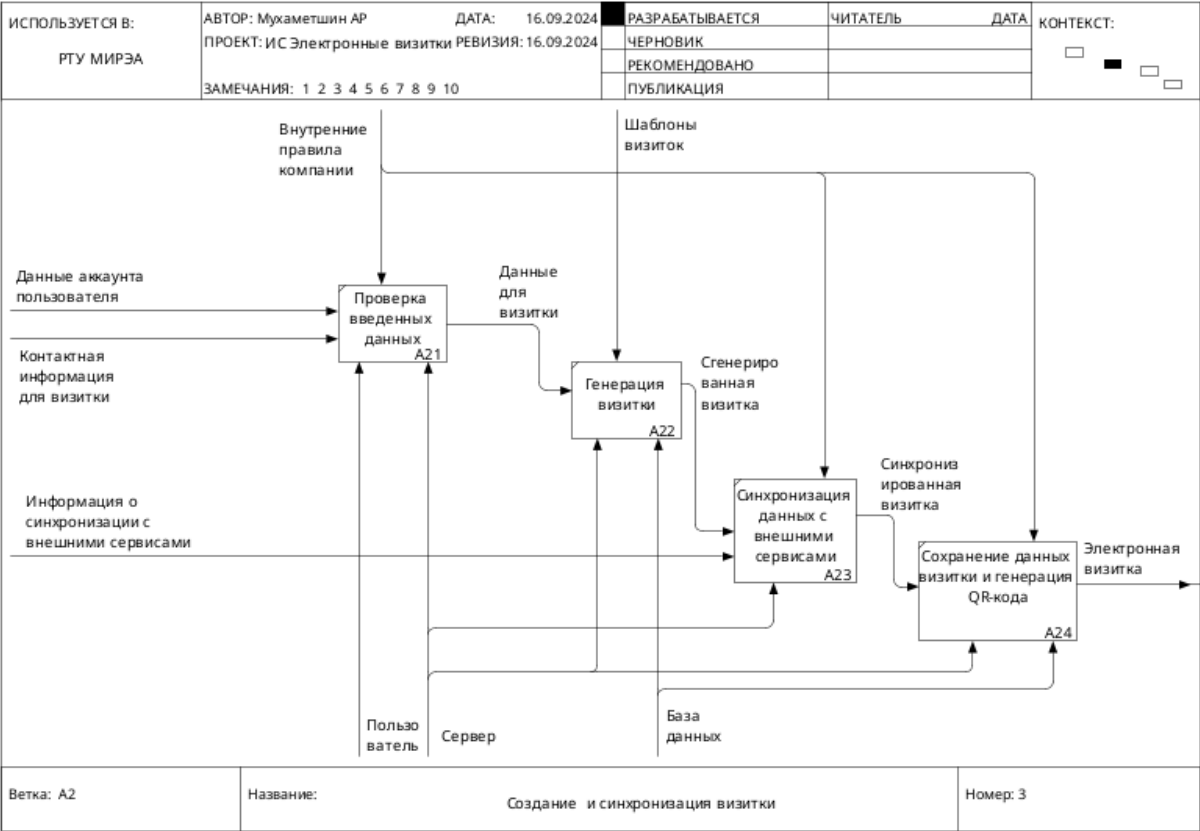 ИСПОЛЬЗУЕТСЯ В:
РТУ МИРЭА
АВТОР: Мухаметшин АР
ДАТА: 16.09.2024
ПРОЕКТ: ИС Электронные визитки
РЕВИЗИЯ: 16.09.2024
ЗАМЕЧАНИЯ: 1 2 3 4 5 6 7 8 9 10
РАЗРАБАТЫВАЕТСЯ
ЧЕРНОВИК
РЕКОМЕНДОВАНО
ПУБЛИКАЦИЯ
ЧИТАТЕЛЬ
ДАТА
КОНТЕКСТ:
Внутренние
правила
компании
Шаблоны
визиток
Данные аккаунта
пользователя
Контактная
информация
для визитки
Проверка
введенных
данных
A21
Данные
для
визитки
Генерация
визитки
A22
Сгенериро
ванная
визитка
Информация о
синхронизации с
внешними сервисами
Синхронизация
данных с
внешними
сервисами
A23
Синхрониз
ированная
визитка
Сохранение данных
визитки и генерация
QR-кода
A24
Электронная
визитка
Пользо
ватель
Сервер
База
данных
Ветка: A2
Название:
Создание и синхронизация визитки
Номер: 3